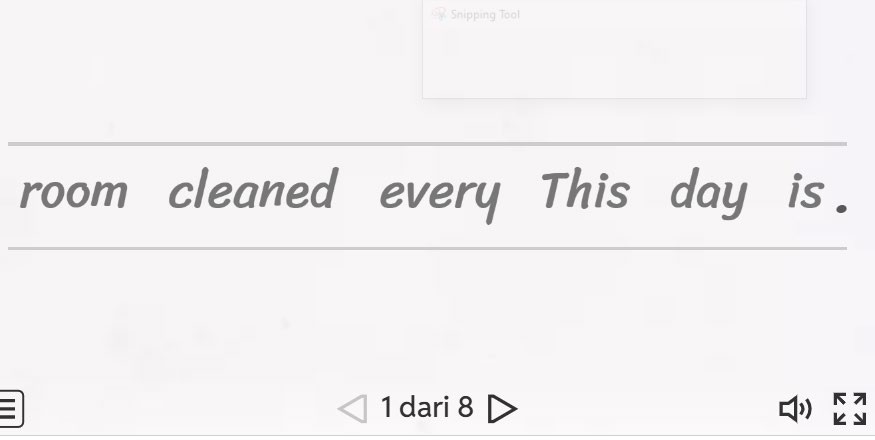 Snipping Tool
room cleaned every This day is.
1 dari 8